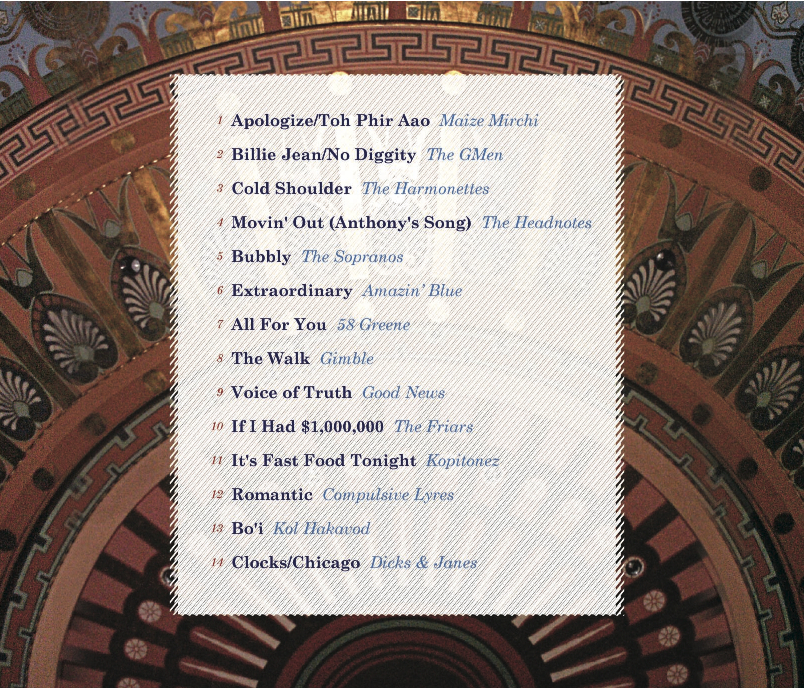 1 Apologize/Toh Phir Aao Maize Mirchi
2 Billie Jean/No Diggity The GMen
3 Cold Shoulder The Harmonettes
4 Movin' Out (Anthony's Song) The Headnotes
5 Bubbly The Sopranos
6 Extraordinary Amazin’ Blue
7 All For You 58 Greene
8 The Walk Gimble
9 Voice of Truth Good News
10 If I Had $1,000,000 The Friars
11 It's Fast Food Tonight Kopitonez
12 Romantic Compulsive Lyres
13 Bo'i Kol Hakavod
14 Clocks/Chicago Dicks & Janes